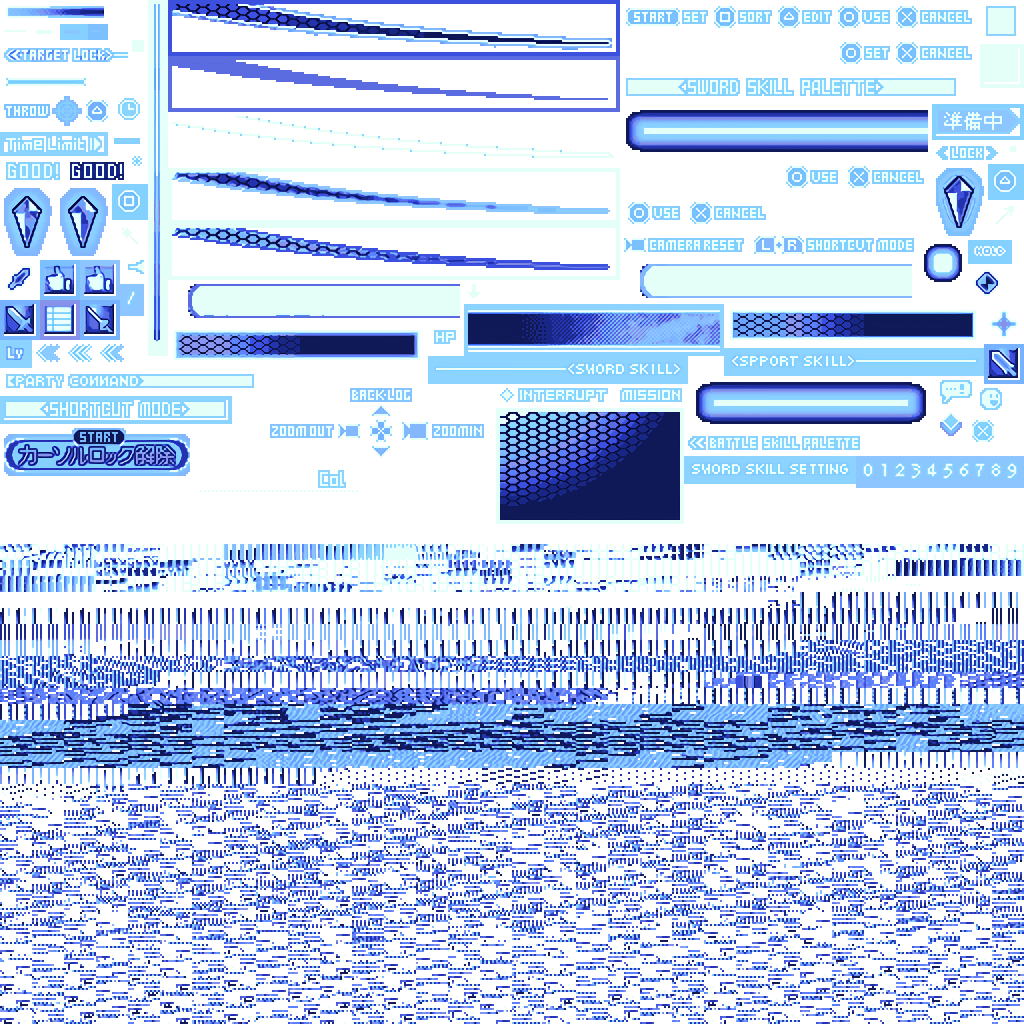 START SET SORT EDIT USE CANCEL
SET CANCEL
<<TARGET LOCK>>
<SWORD SKILL PALETTE>
THROW
準備中
Time Limit
<LOCK>
GOOD! GOOD!
USE CANCEL
USE CANCEL
CAMERA RESET L+R SHORTCUT MODE
HOLD
HP
Lv
<SWORD SKILL>
<SPPORT SKILL>
<PARTY COMMAND>
BACK LOG
INTERRUPT MISSION
<SHORTCUT MODE>
ZOOM OUT ZOOM IN
START
カーソルロック解除
<<BATTLE SKILL PALETTE
SWORD SKILL SETTING 0 1 2 3 4 5 6 7 8 9
Col